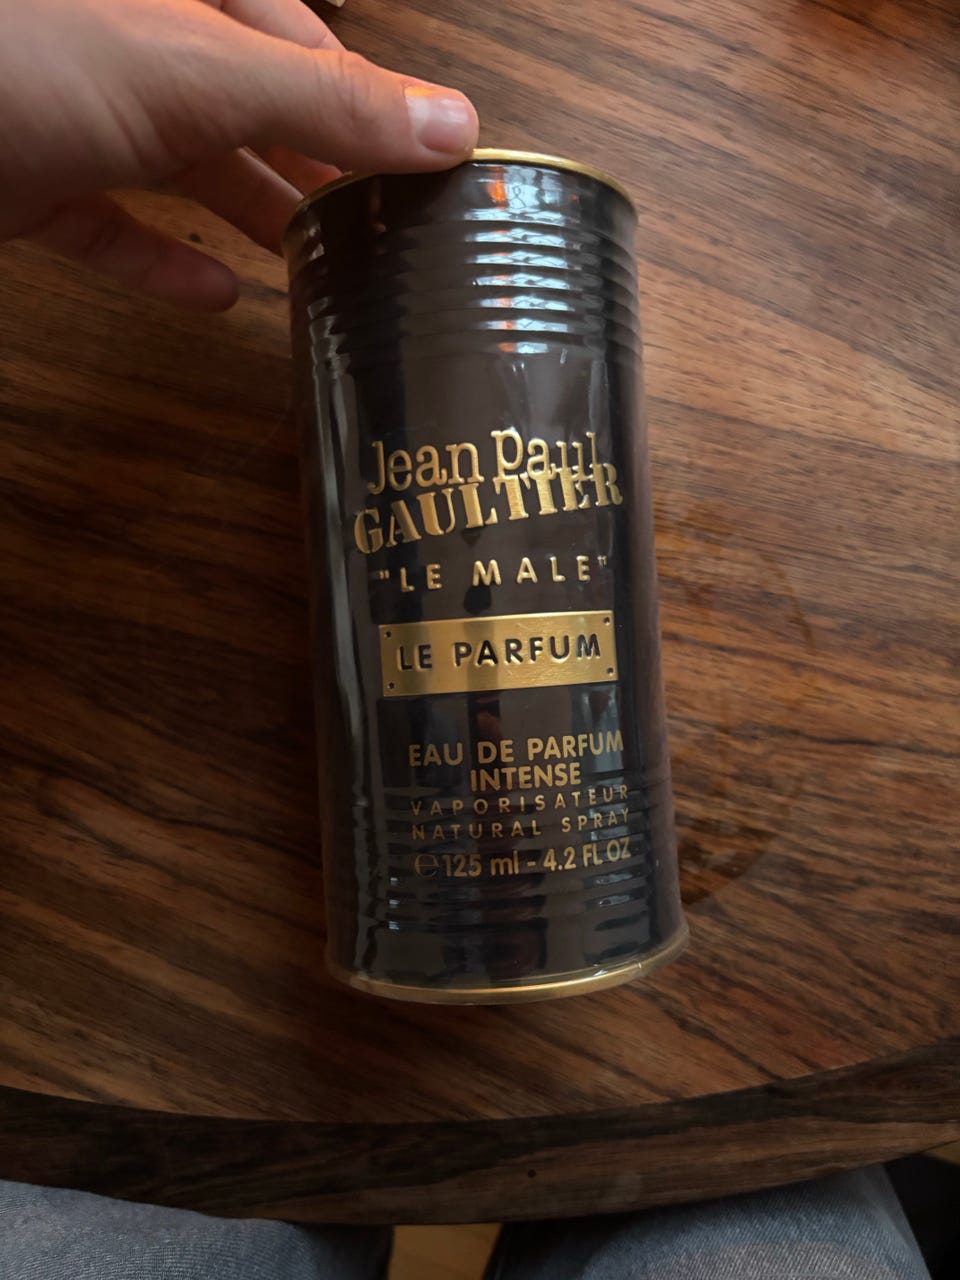 Jean Paul
GAULTIER
"LE MALE"
LE PARFUM
EAU DE PARFUM
INTENSE
VAPORISATEUR
NATURAL SPRAY
℮125 ml - 4.2 FL OZ